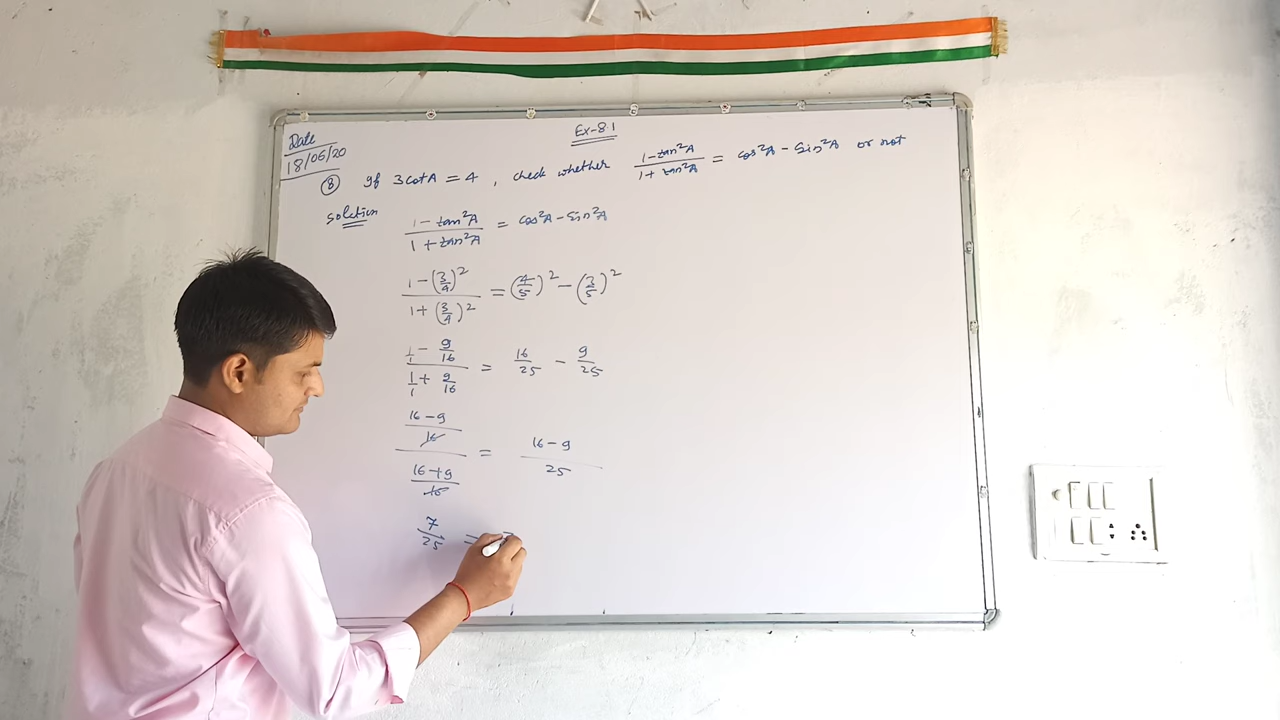 Date
18/06/20
Ex-8.1
8 If 3 cot A = 4 , check whether (1 - tan²A)/(1 + tan²A) = cos²A - Sin²A or not
Solution
(1 - tan²A)/(1 + tan²A) = cos²A - Sin²A
(1 - (3/4)²)/(1 + (3/4)²) = (4/5)² - (3/5)²
(1/1 - 9/16)/(1/1 + 9/16) = 16/25 - 9/25
((16 - 9)/16)/((16 + 9)/16) = (16 - 9)/25
7/25 =